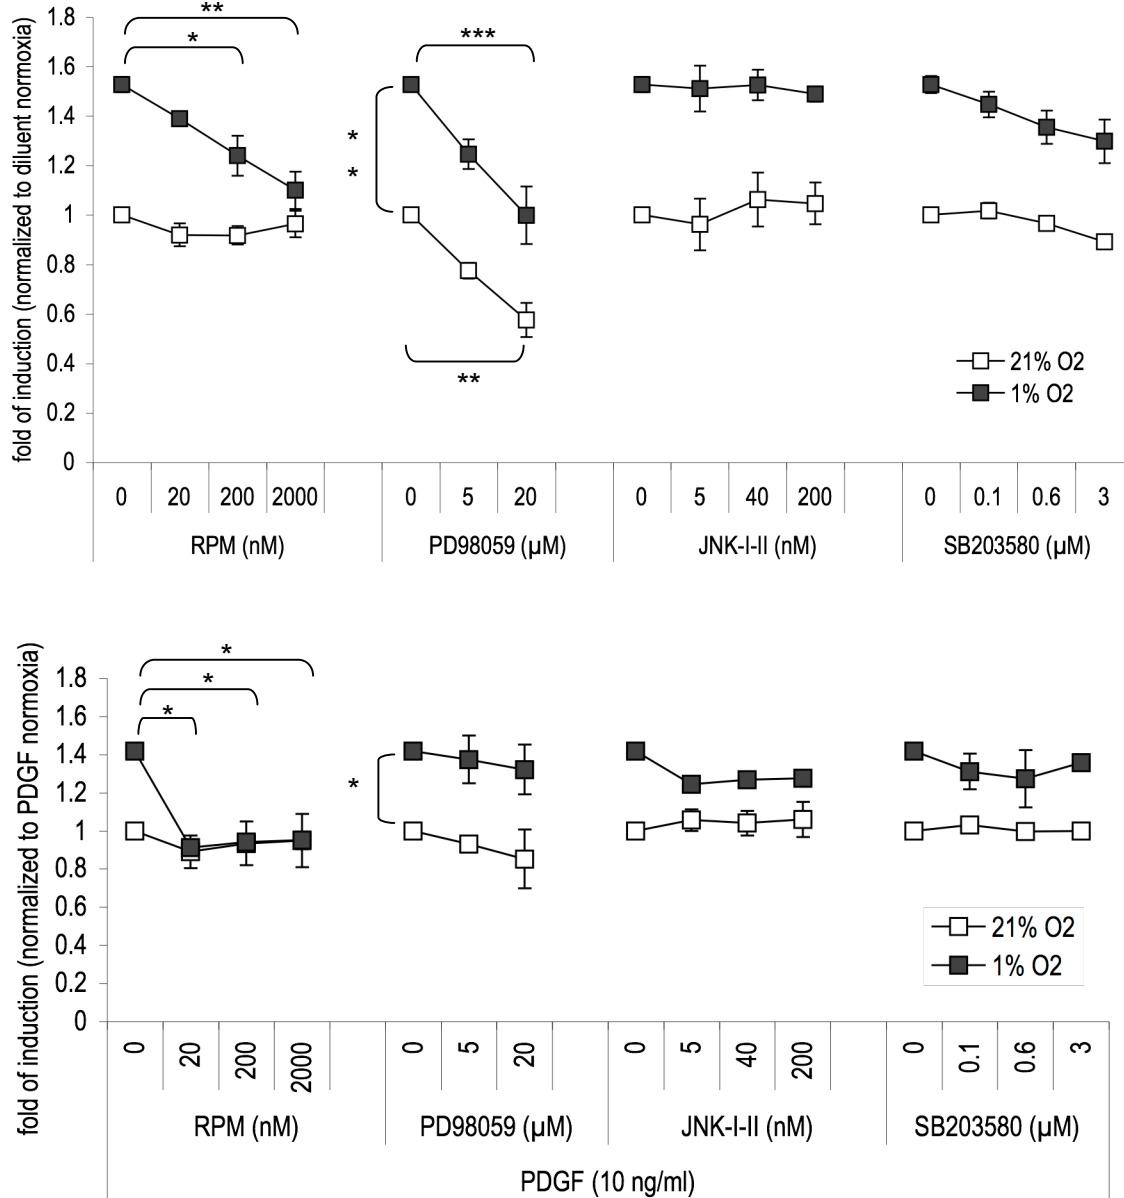 fold of induction (normalized to diluent normoxia)
1.8
1.6
1.4
1.2
1
0.8
0.6
0.4
0.2
0
**
*
***
*
*
**
21% O2
1% O2
0 20 200 2000 0 5 20 0 5 40 200 0 0.1 0.6 3
RPM (nM) PD98059 (µM) JNK-I-II (nM) SB203580 (µM)
fold of induction (normalized to PDGF normoxia)
1.8
1.6
1.4
1.2
1
0.8
0.6
0.4
0.2
0
*
*
*
*
21% O2
1% O2
0 20 200 2000 0 5 20 0 5 40 200 0 0.1 0.6 3
RPM (nM) PD98059 (µM) JNK-I-II (nM) SB203580 (µM)
PDGF (10 ng/ml)